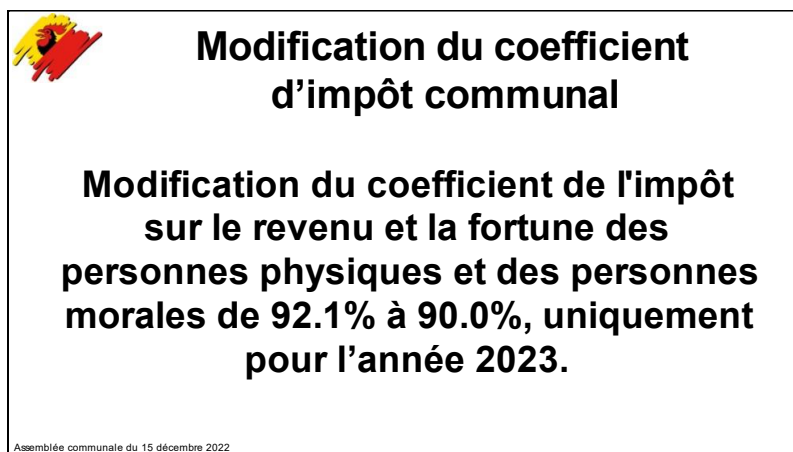 Modification du coefficient
d’impôt communal
Modification du coefficient de l'impôt
sur le revenu et la fortune des
personnes physiques et des personnes
morales de 92.1% à 90.0%, uniquement
pour l’année 2023.
Assemblée communale du 15 décembre 2022